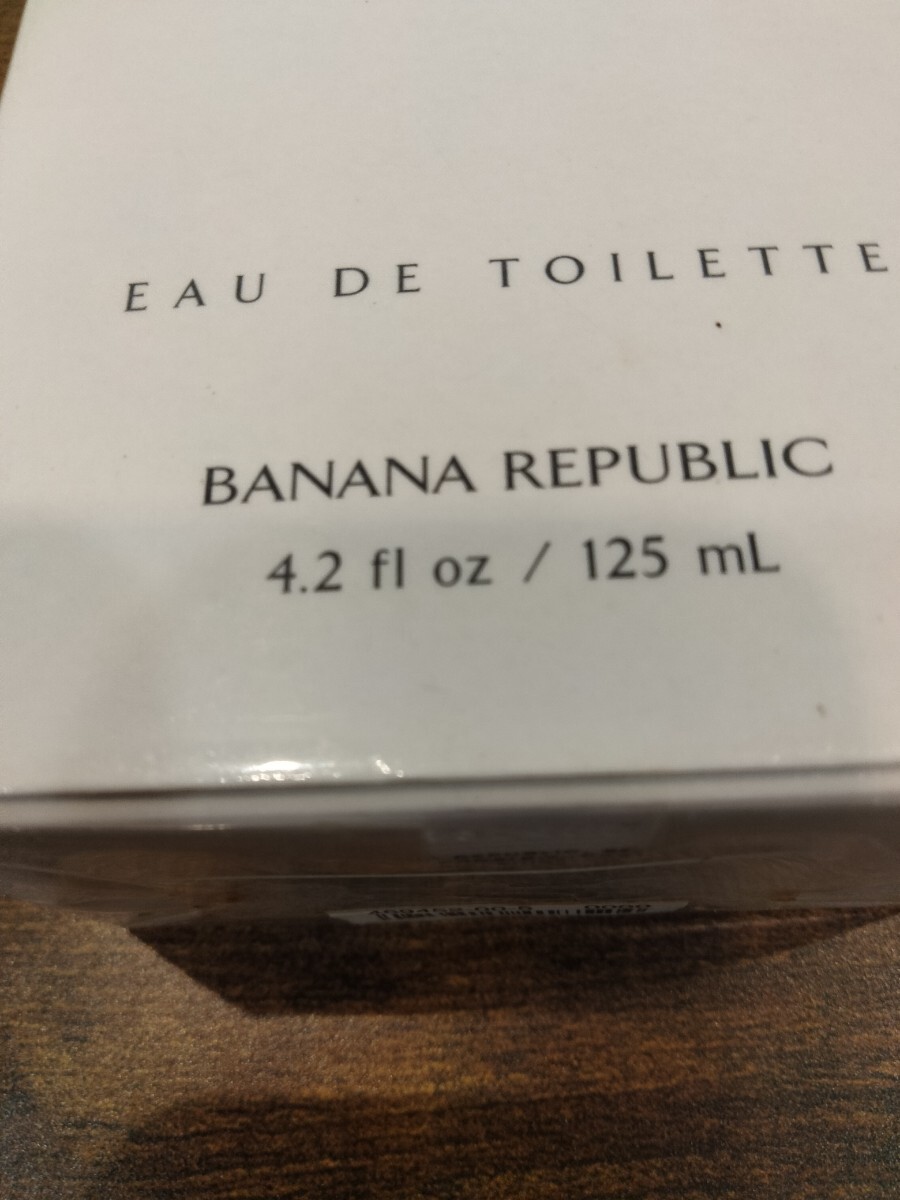 EAU DE TOILETTE
BANANA REPUBLIC
4.2 fl oz / 125 mL